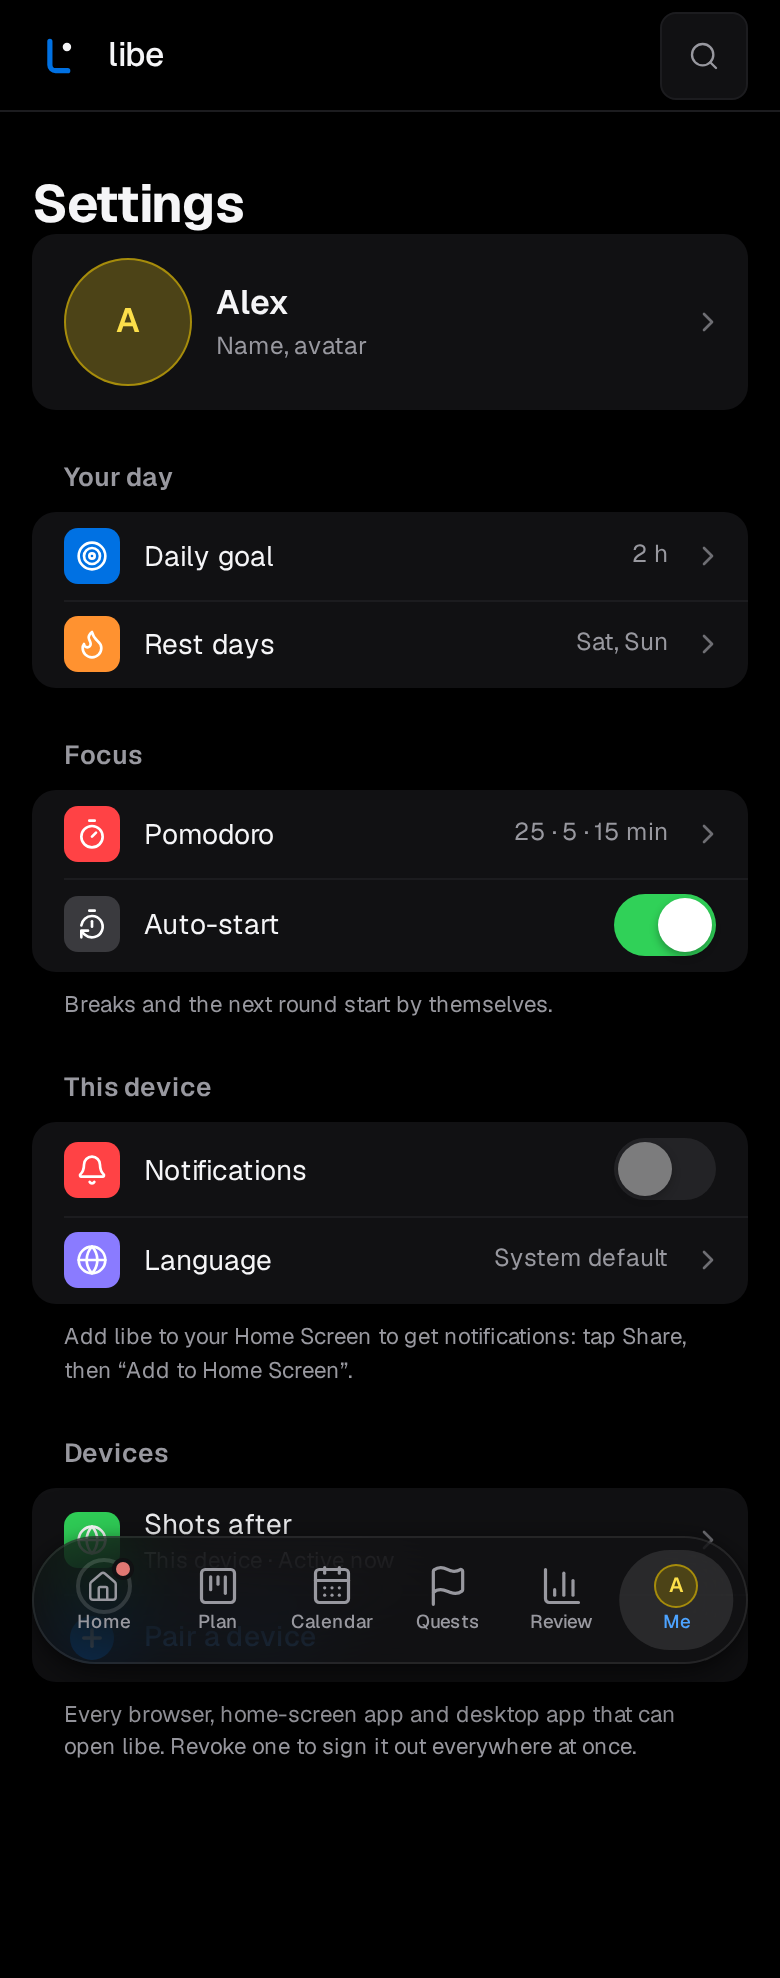 libe
Settings
A
Alex
Name, avatar
Your day
Daily goal
2 h
Rest days
Sat, Sun
Focus
Pomodoro
25 · 5 · 15 min
Auto-start
Breaks and the next round start by themselves.
This device
Notifications
Language
System default
Add libe to your Home Screen to get notifications: tap Share,
then “Add to Home Screen”.
Devices
Shots after
This device · Active now
Pair a device
Home
Plan
Calendar
Quests
Review
A
Me
Every browser, home-screen app and desktop app that can
open libe. Revoke one to sign it out everywhere at once.